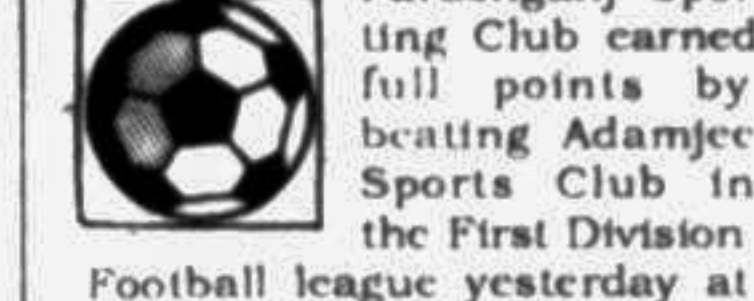 ting Club earned
full points by
beating Adamjee
Sports Club in
the First Division
Football league yesterday at